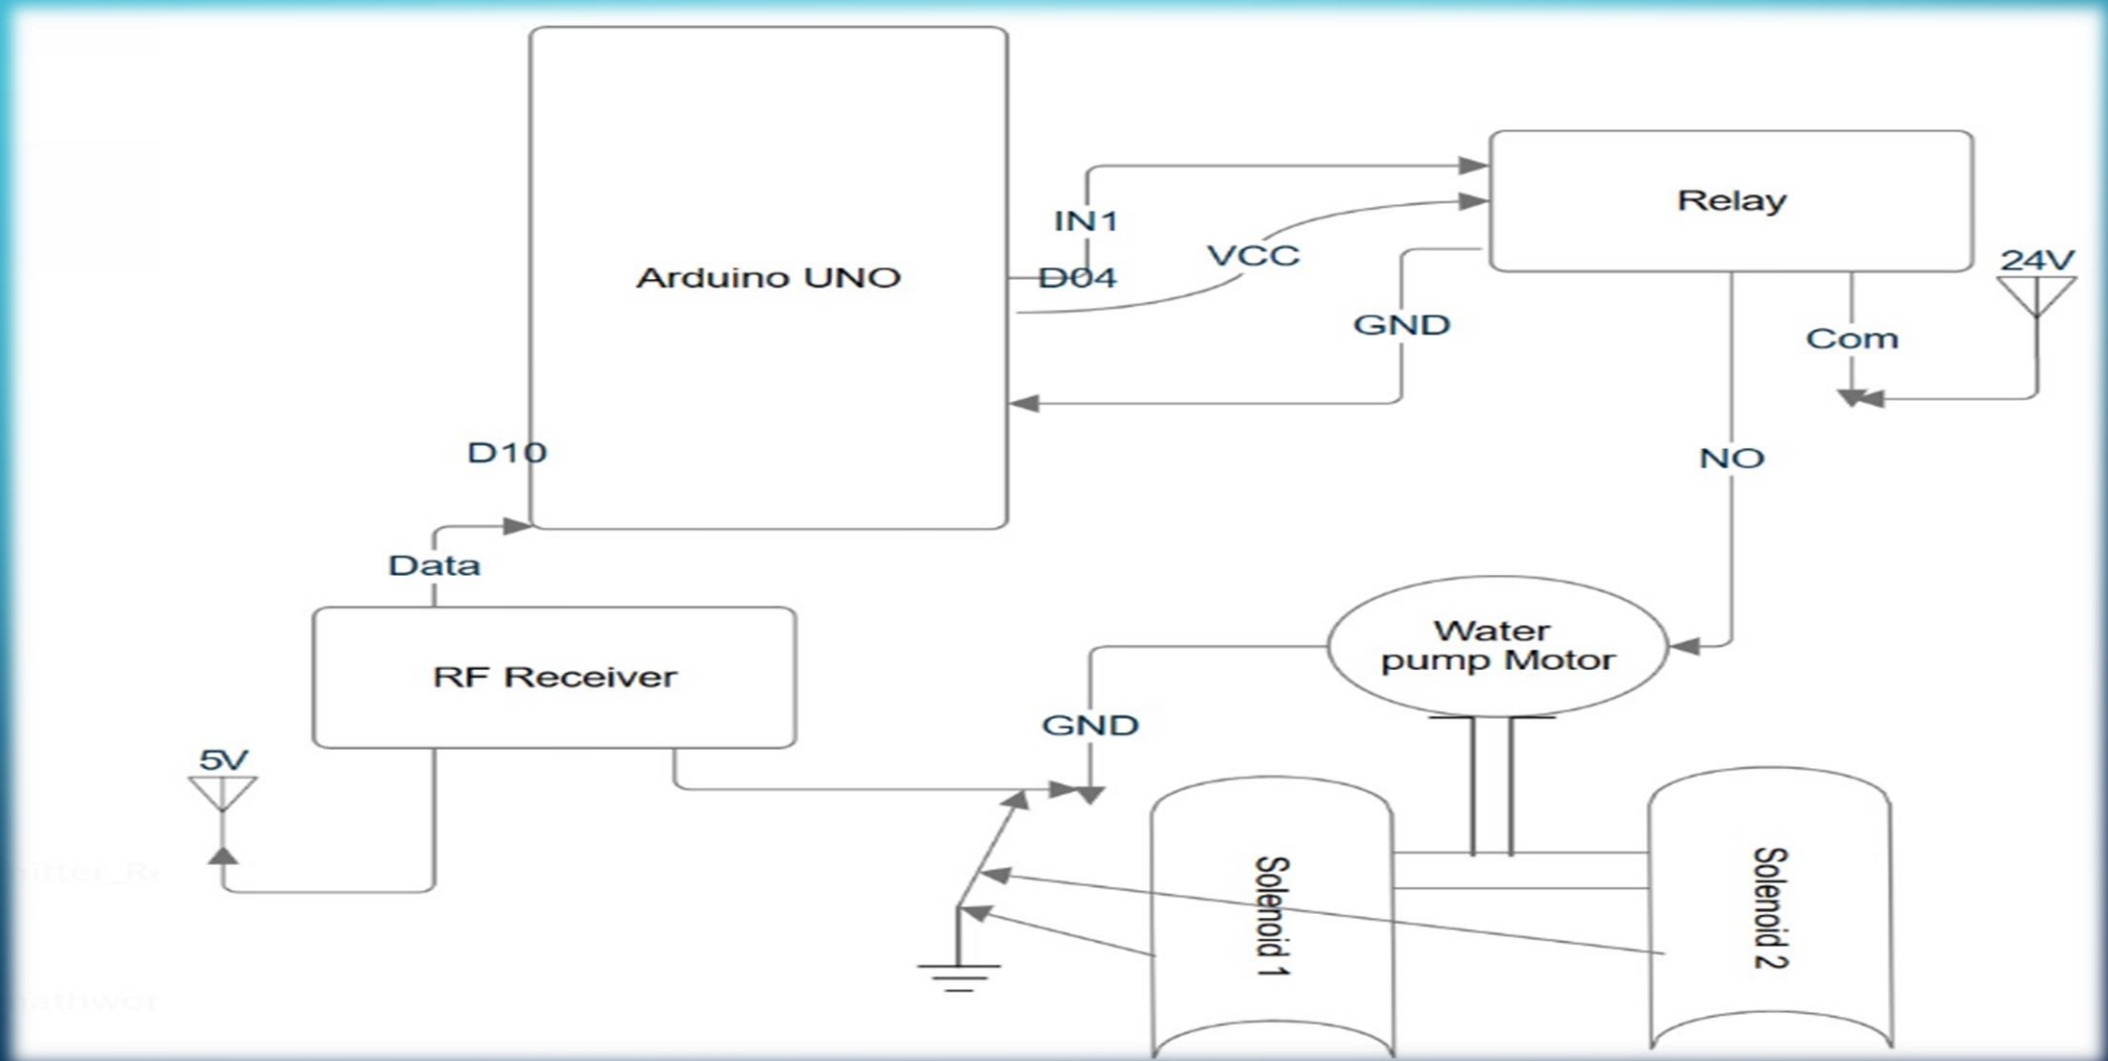 Arduino UNO
Relay
IN1
VCC
D04
24V
GND
Com
D10
NO
Data
Water
pump Motor
RF Receiver
GND
5V
Solenoid 1
Solenoid 2